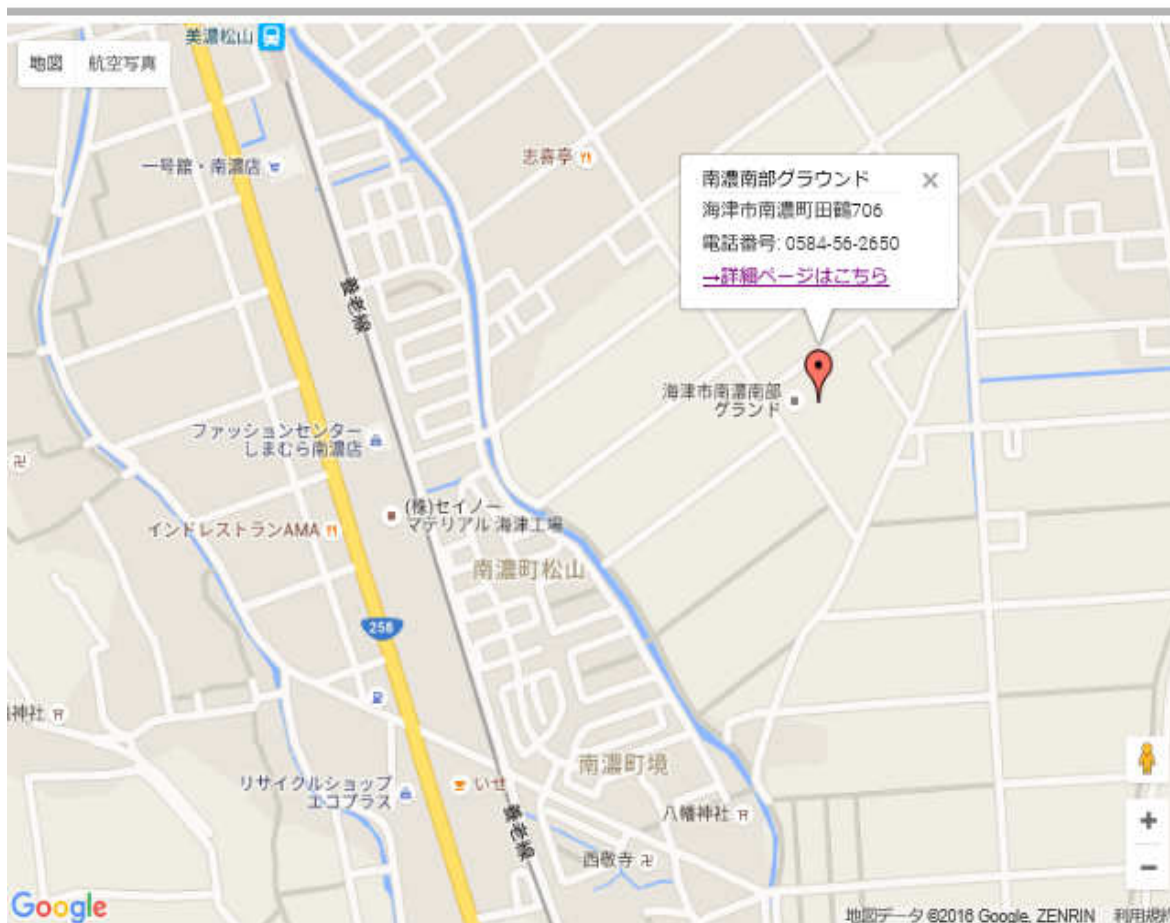 美濃松山
地図
航空写真
一号館・南濃店
志喜亭
南濃南部グラウンド
海津市南濃町田鶴706
電話番号: 0584-56-2650
→詳細ページはこちら
養老線
海津市南濃南部
グランド
ファッションセンター
しまむら南濃店
(株)セイノー
マテリアル 海津工場
インドレストランAMA
南濃町松山
258
神社
南濃町境
リサイクルショップ
エコプラス
いせ
八幡神社
養老線
西敬寺
Google
地図データ ©2016 Google, ZENRIN
利用規約